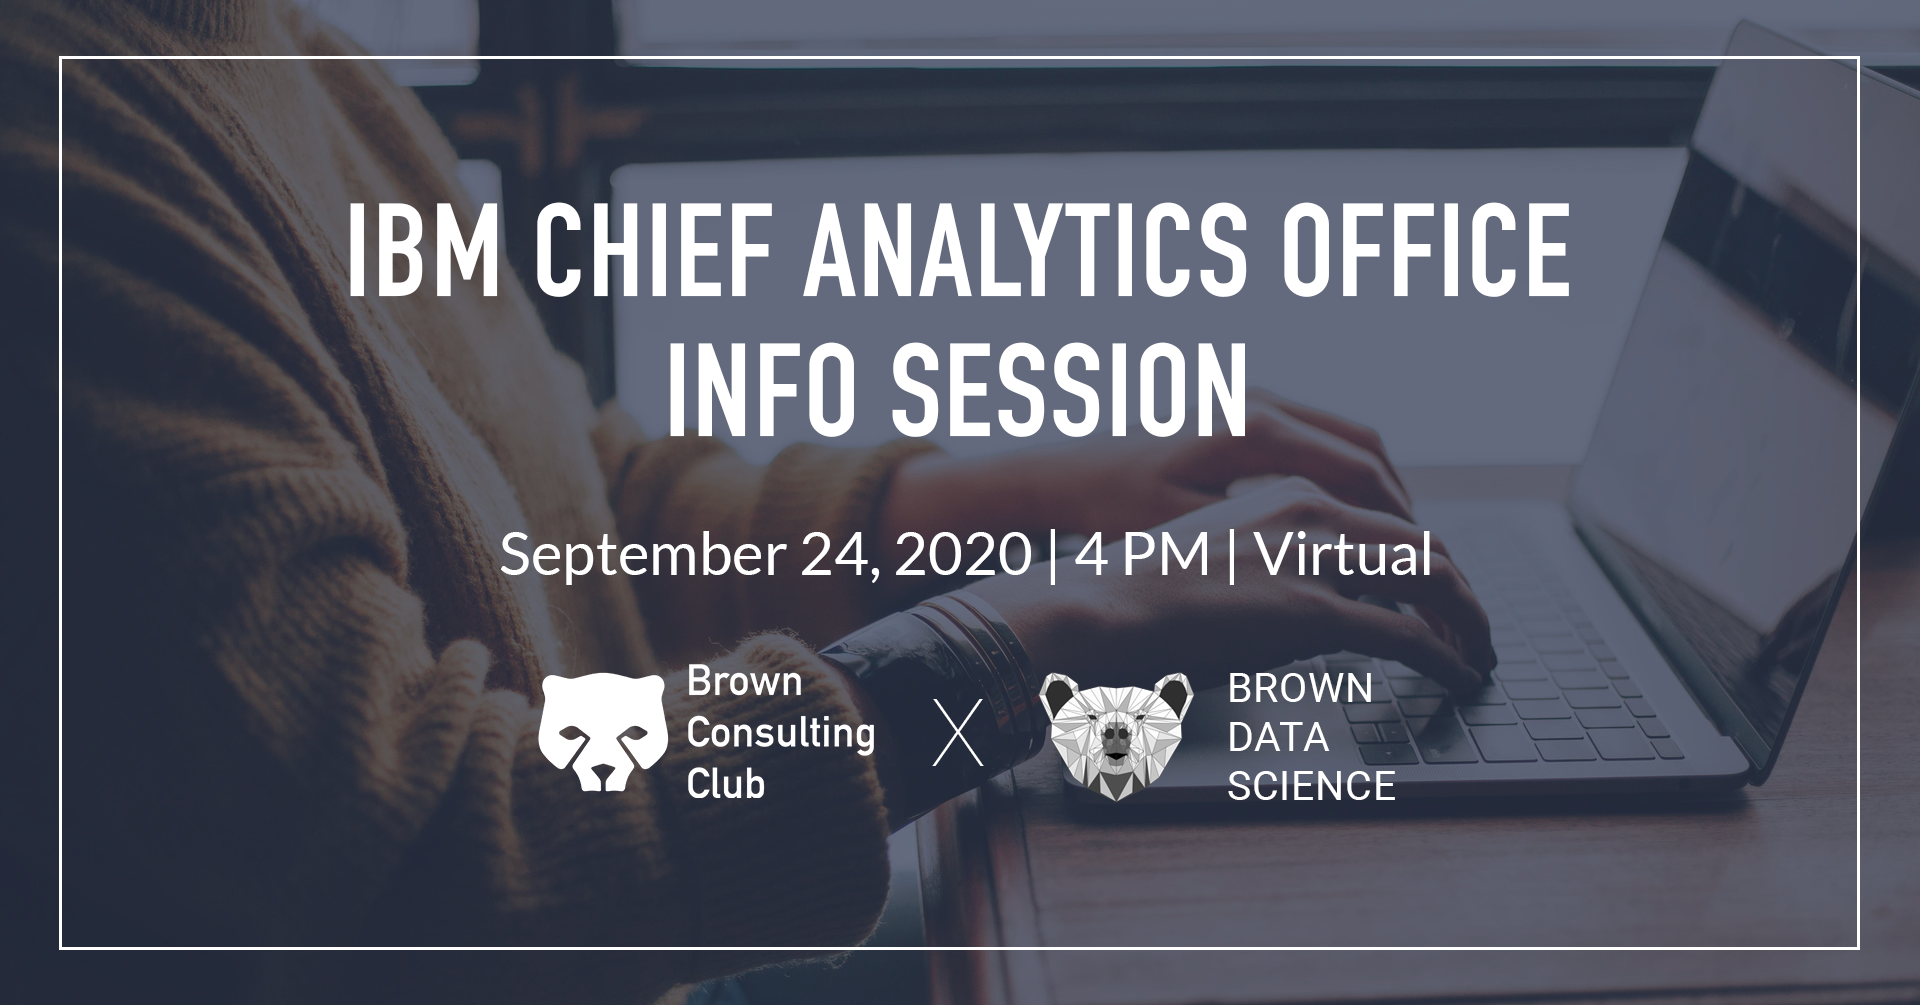 IBM CHIEF ANALYTICS OFFICE
INFO SESSION
September 24, 2020 | 4 PM | Virtual
Brown
Consulting
Club
X
BROWN
DATA
SCIENCE